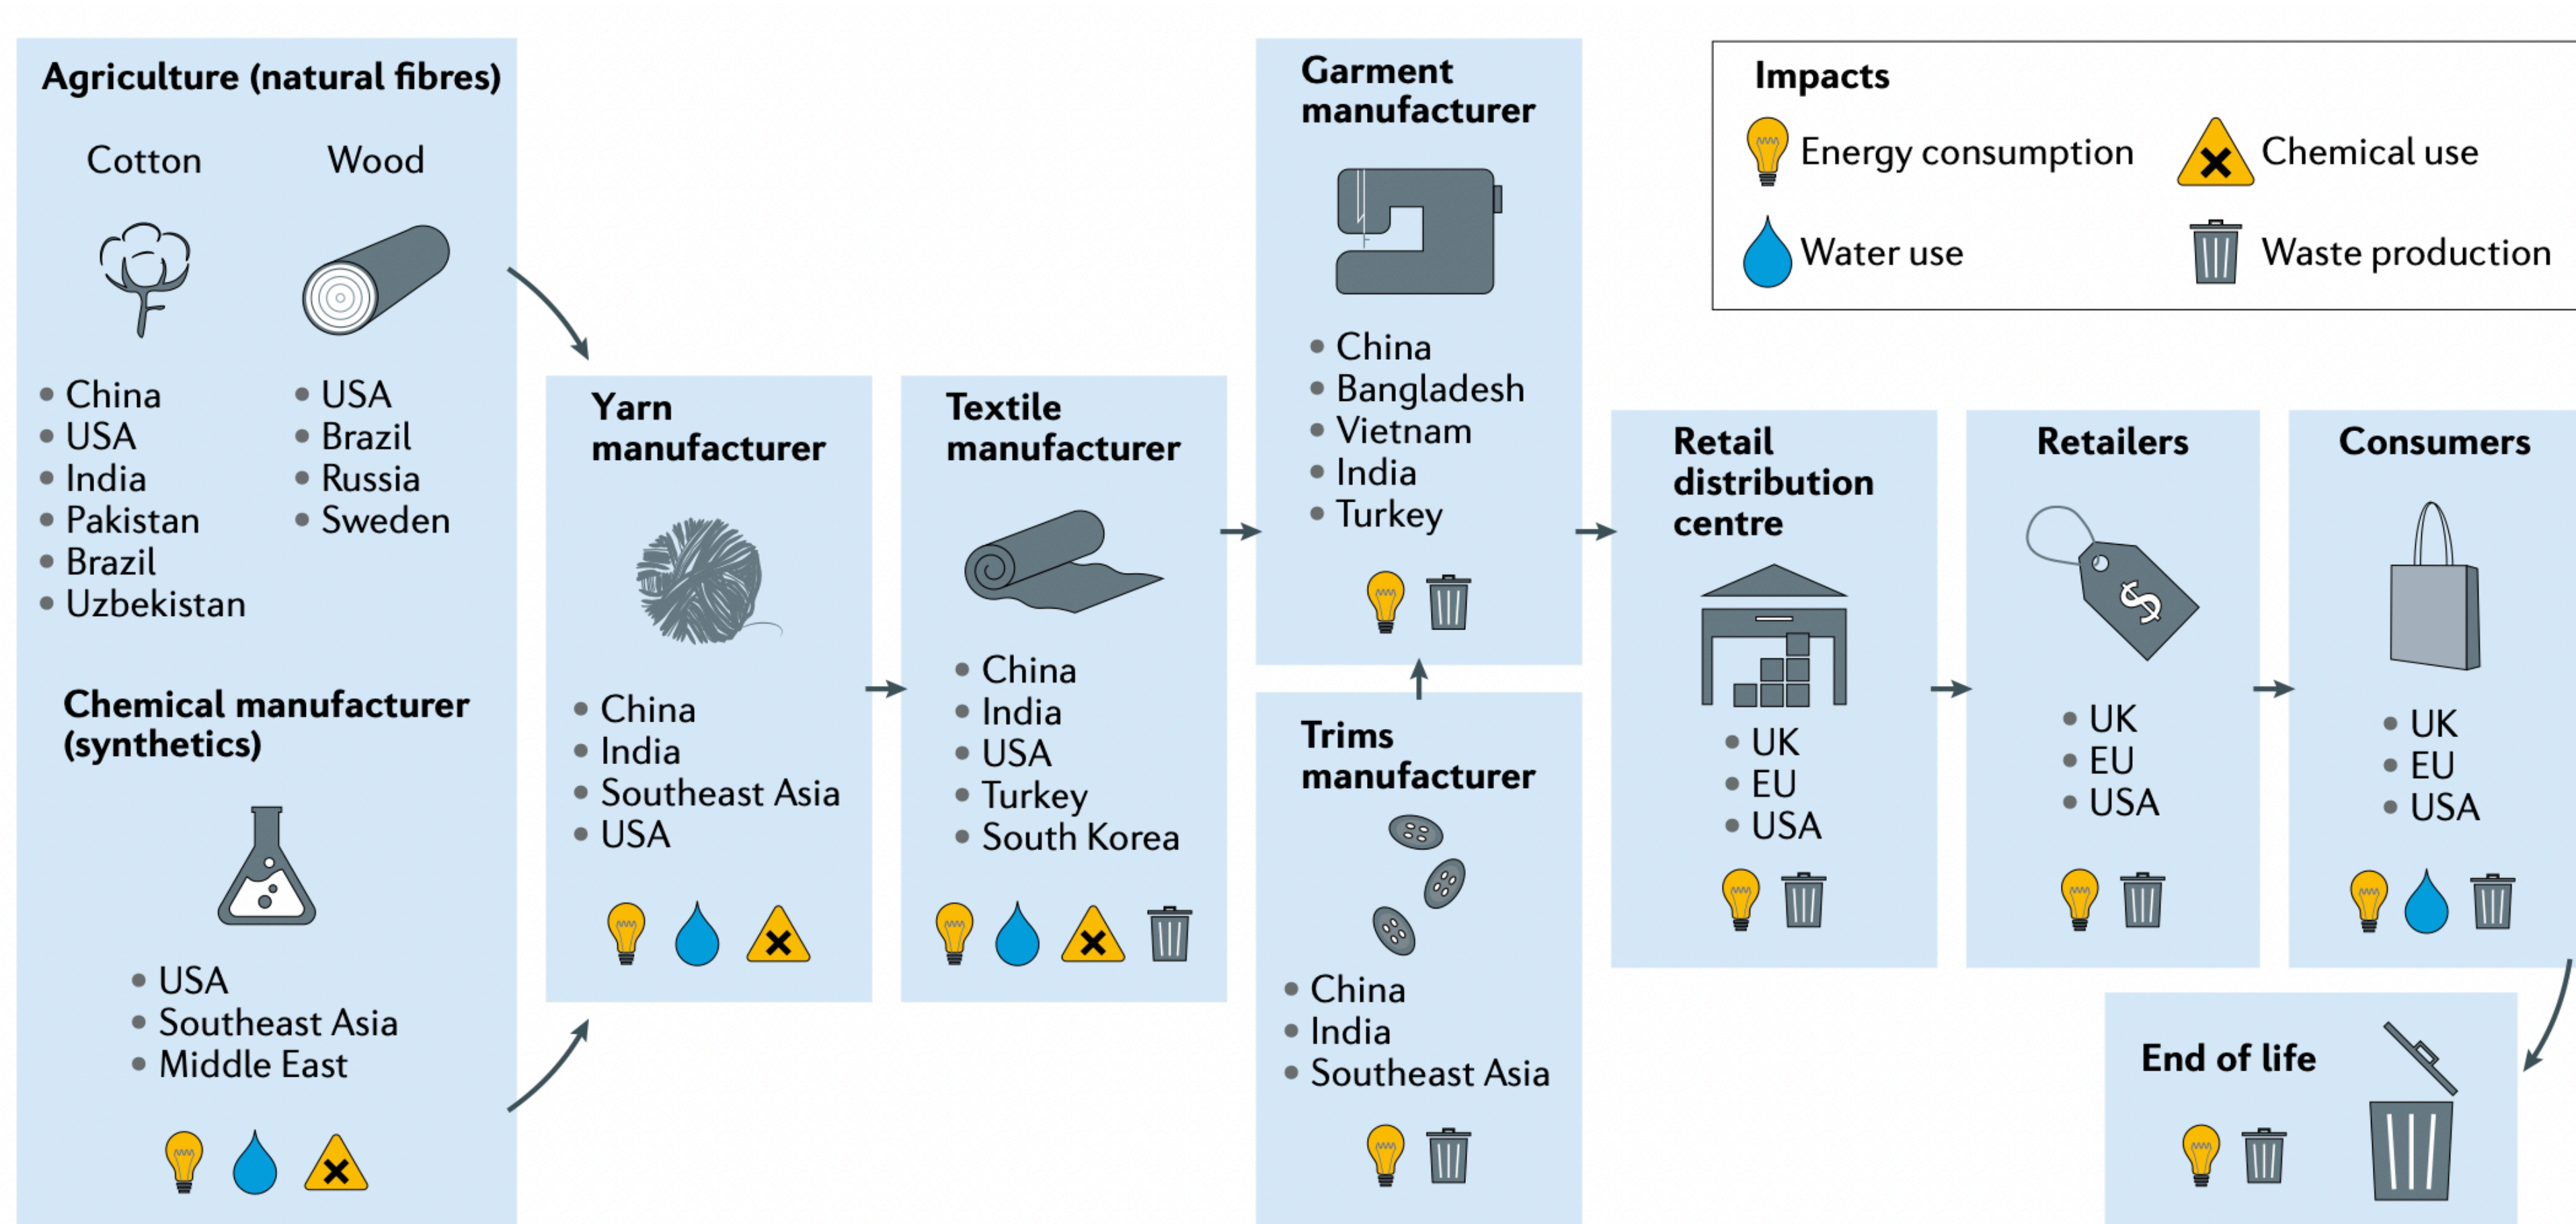 Agriculture (natural fibres)
Cotton
• China
• USA
• India
• Pakistan
• Brazil
• Uzbekistan
Wood
• USA
• Brazil
• Russia
• Sweden
Chemical manufacturer
(synthetics)
• USA
• Southeast Asia
• Middle East
Yarn
manufacturer
• China
• India
• Southeast Asia
• USA
Textile
manufacturer
• China
• India
• USA
• Turkey
• South Korea
Garment
manufacturer
• China
• Bangladesh
• Vietnam
• India
• Turkey
Trims
manufacturer
• China
• India
• Southeast Asia
Impacts
Energy consumption
Chemical use
Water use
Waste production
Retail
distribution
centre
• UK
• EU
• USA
Retailers
$
• UK
• EU
• USA
Consumers
• UK
• EU
• USA
End of life